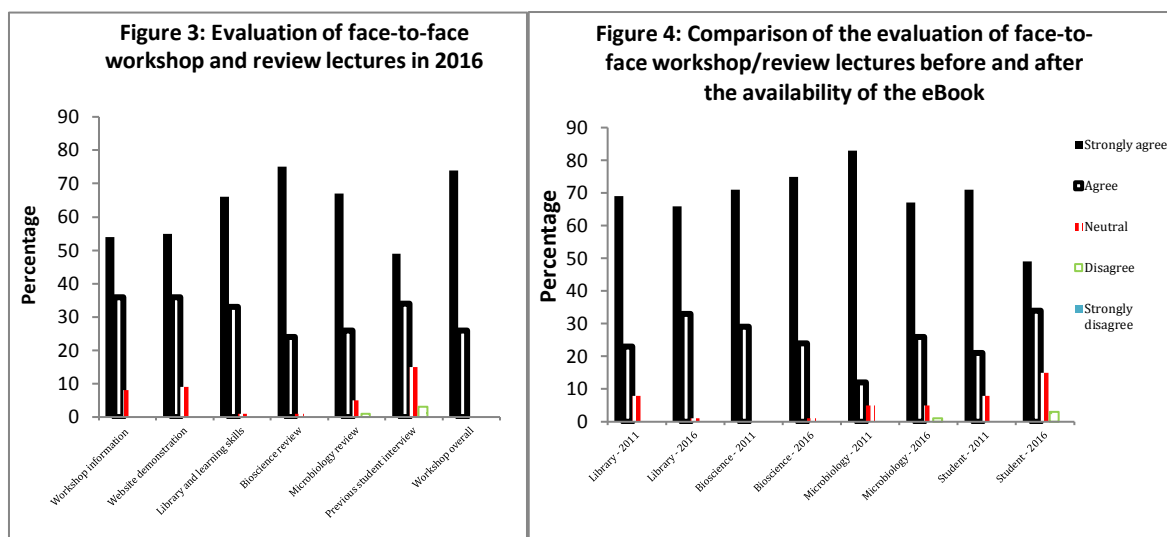 Figure 3: Evaluation of face-to-face
workshop and review lectures in 2016
Percentage
90
80
70
60
50
40
30
20
10
0
Workshop information
Website demonstration
Library and learning skills
Bioscience review
Microbiology review
Previous student interview
Workshop overall
Figure 4: Comparison of the evaluation of face-to-
face workshop/review lectures before and after
the availability of the eBook
Percentage
90
80
70
60
50
40
30
20
10
0
Library - 2011
Library - 2016
Bioscience - 2011
Bioscience - 2016
Microbiology - 2011
Microbiology - 2016
Student - 2011
Student - 2016
Strongly agree
Agree
Neutral
Disagree
Strongly
disagree